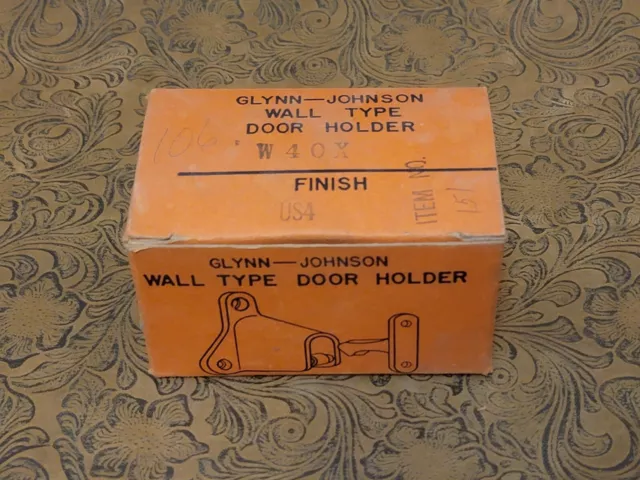 GLYNN—JOHNSON
WALL TYPE
DOOR HOLDER
106 W40X
FINISH
US4
ITEM NO.
151
GLYNN—JOHNSON
WALL TYPE DOOR HOLDER